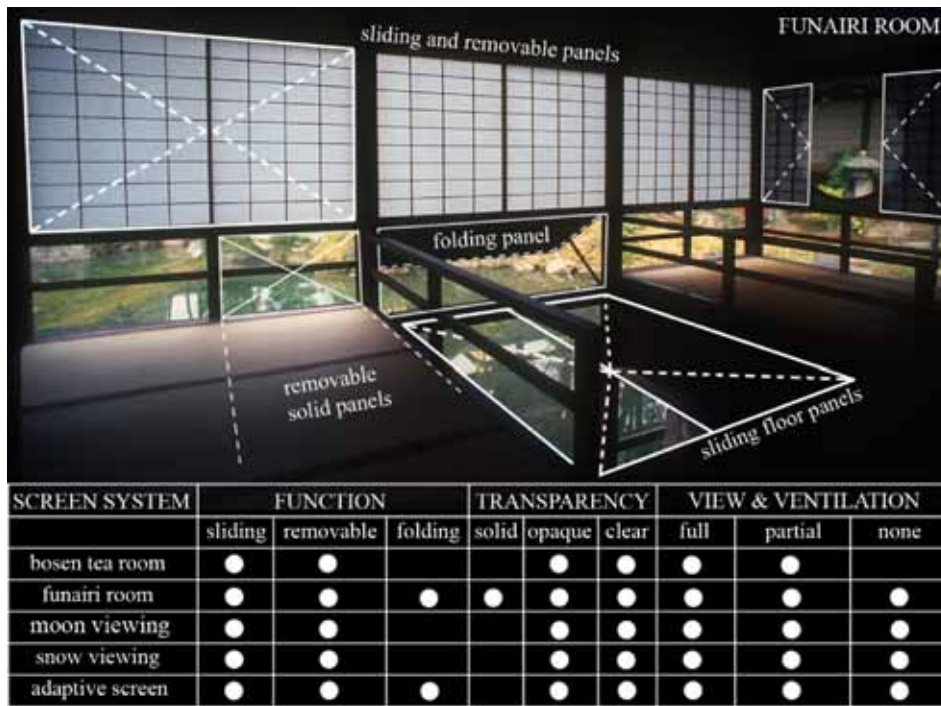 FUNAIRI ROOM
sliding and removable panels
folding panel
removable
solid panels
sliding floor panels
SCREEN SYSTEM FUNCTION TRANSPARENCY VIEW & VENTILATION
sliding removable folding solid opaque clear full partial none
bosen tea room ● ● ● ● ● ●
funairi room ● ● ● ● ● ● ● ● ●
moon viewing ● ● ● ● ● ● ●
snow viewing ● ● ● ● ● ● ●
adaptive screen ● ● ● ● ● ● ● ●